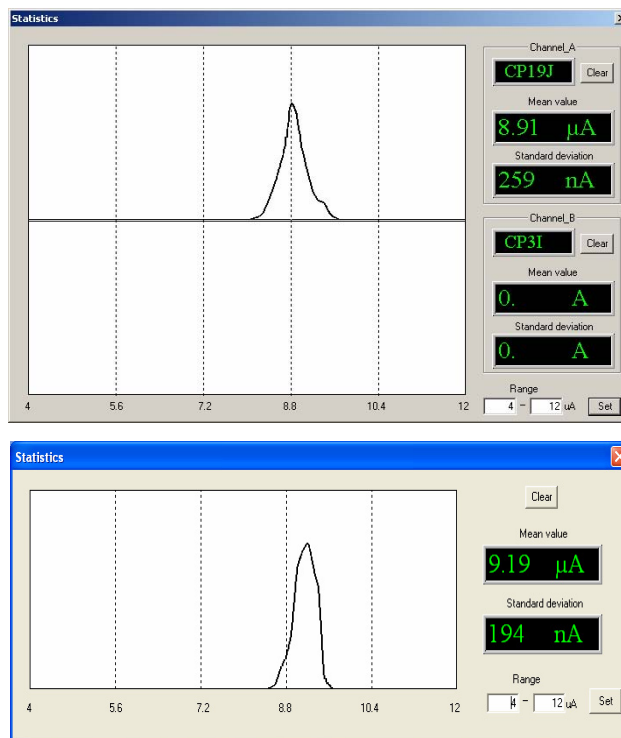 Statistics
Channel_A
CP19J Clear
Mean value
8.91 µA
Standard deviation
259 nA
Channel_B
CP3I Clear
Mean value
0. A
Standard deviation
0. A
Range
4 - 12 uA Set
4 5.6 7.2 8.8 10.4 12
Statistics
Clear
Mean value
9.19 µA
Standard deviation
194 nA
Range
4 - 12 uA Set
4 5.6 7.2 8.8 10.4 12